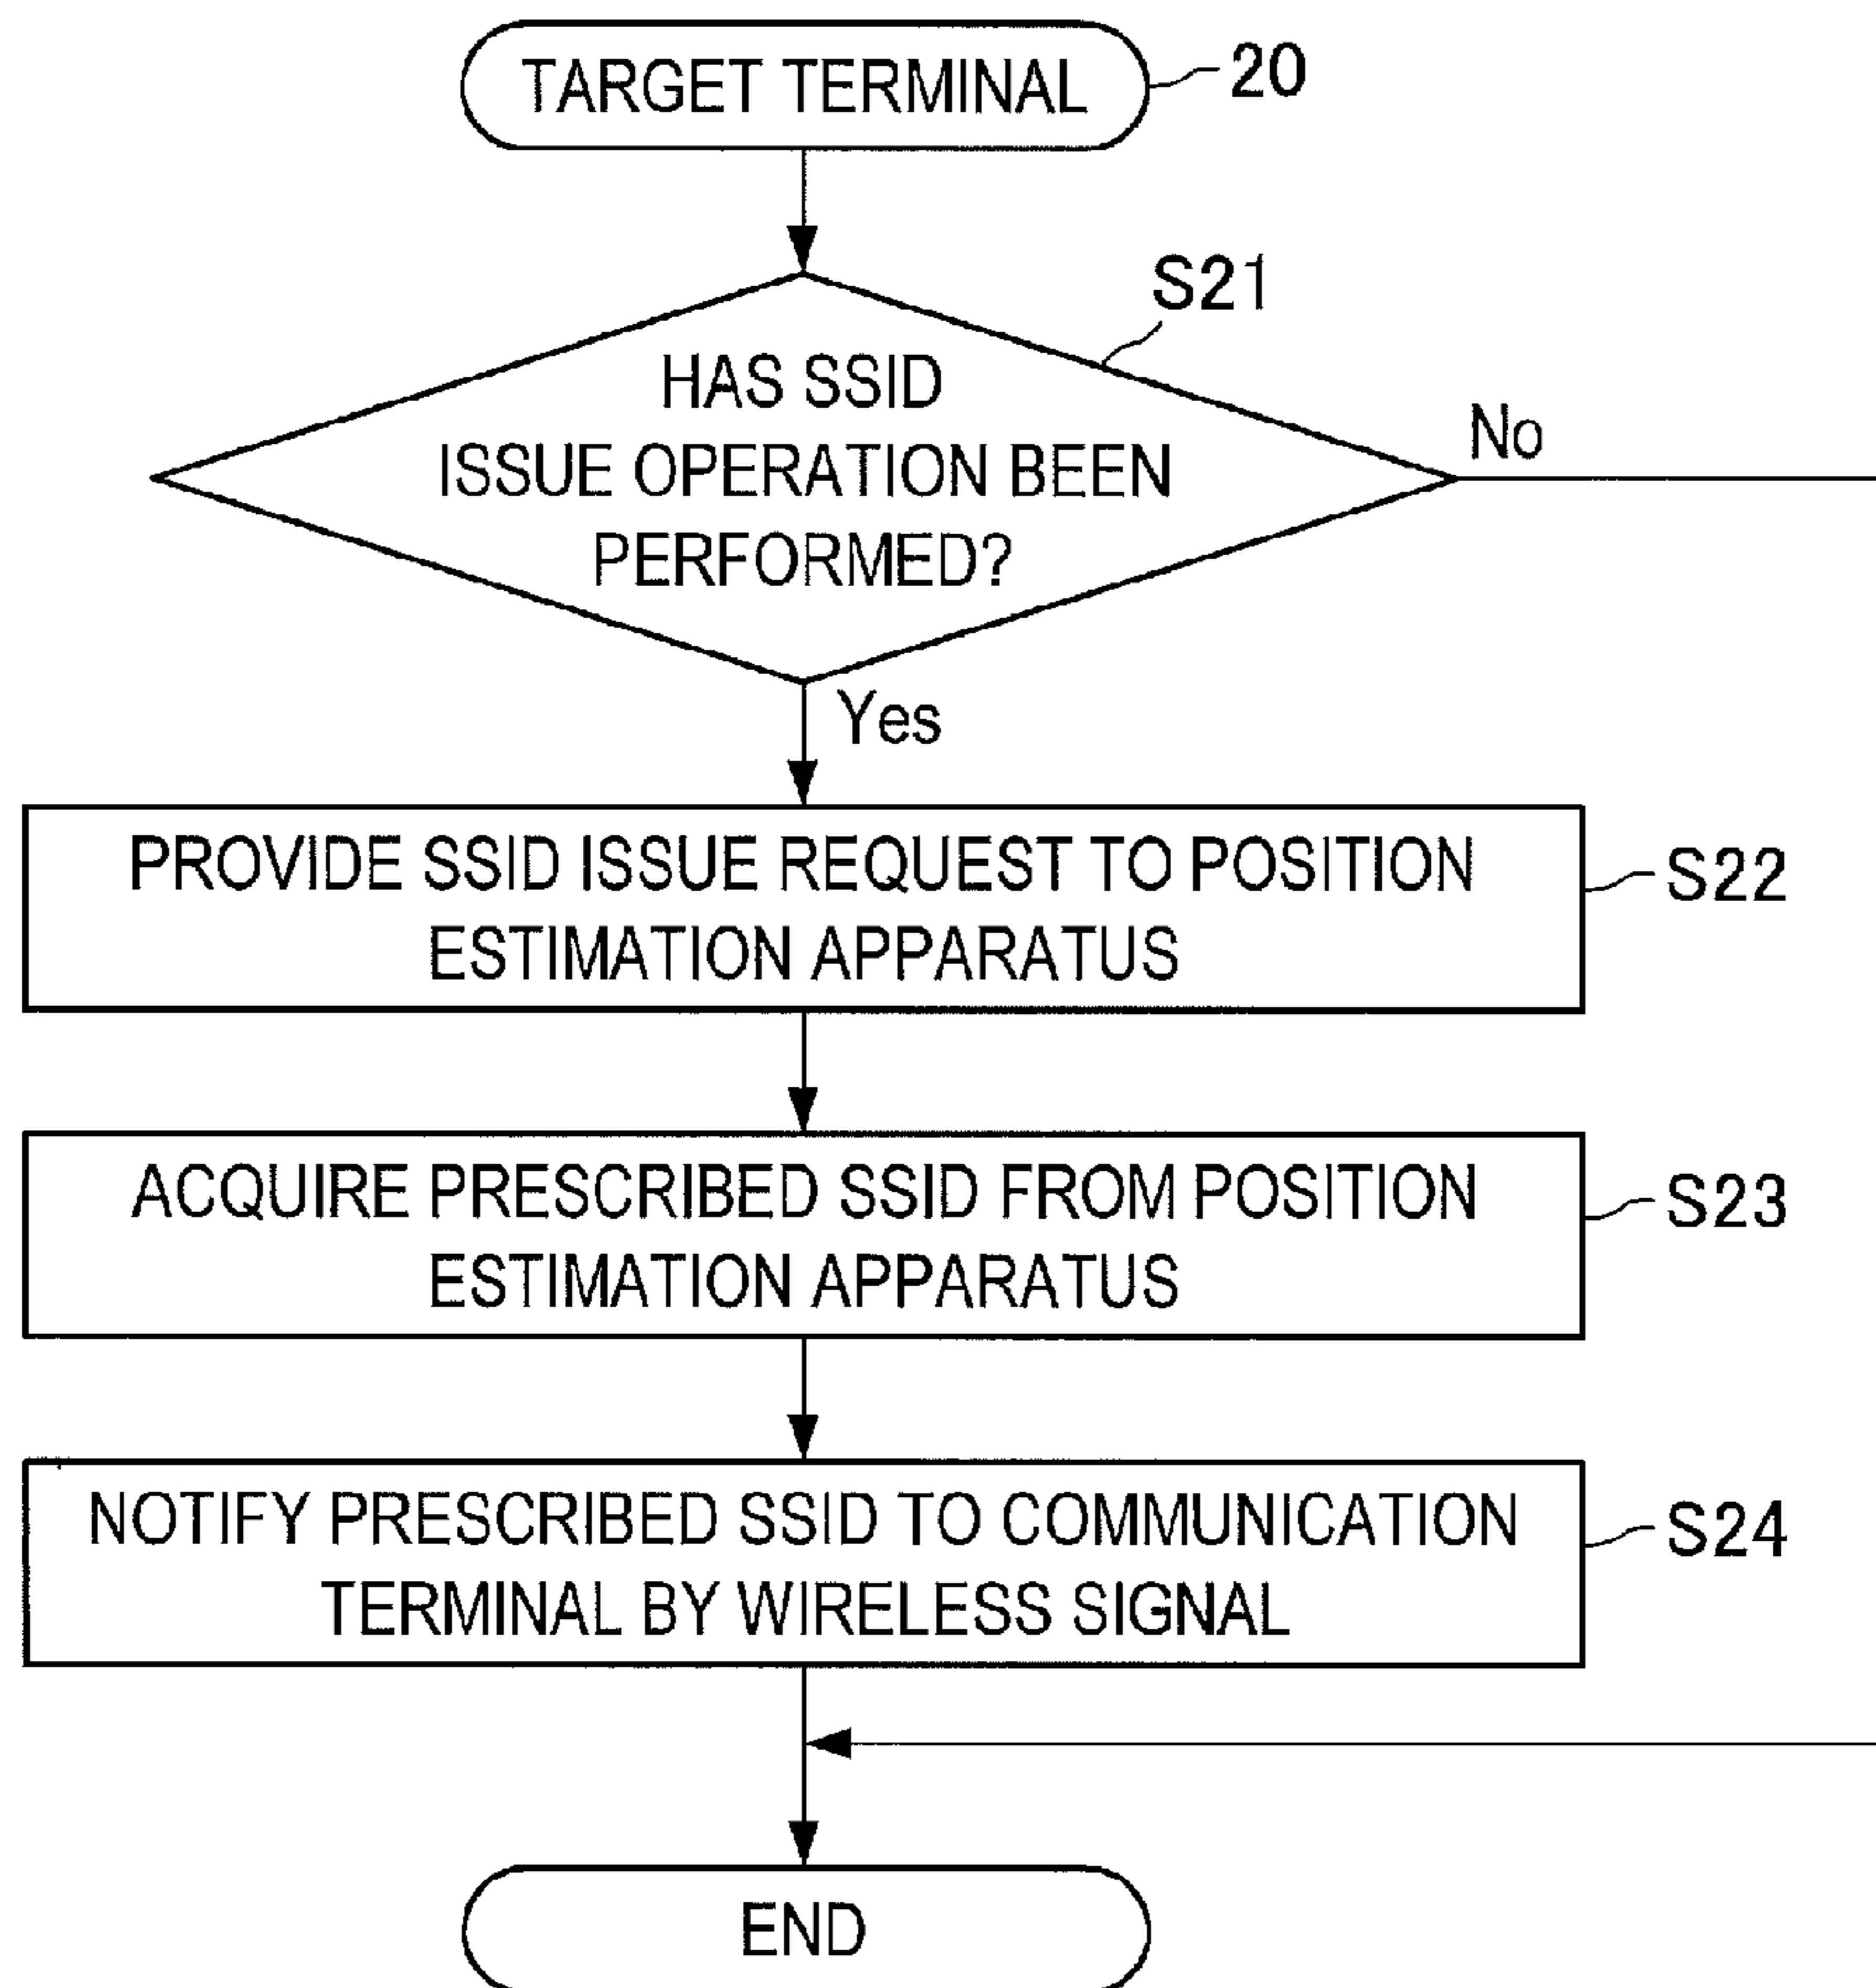 TARGET TERMINAL
20
S21
HAS SSID
ISSUE OPERATION BEEN
PERFORMED?
No
Yes
PROVIDE SSID ISSUE REQUEST TO POSITION
ESTIMATION APPARATUS
S22
ACQUIRE PRESCRIBED SSID FROM POSITION
ESTIMATION APPARATUS
S23
NOTIFY PRESCRIBED SSID TO COMMUNICATION
TERMINAL BY WIRELESS SIGNAL
S24
END